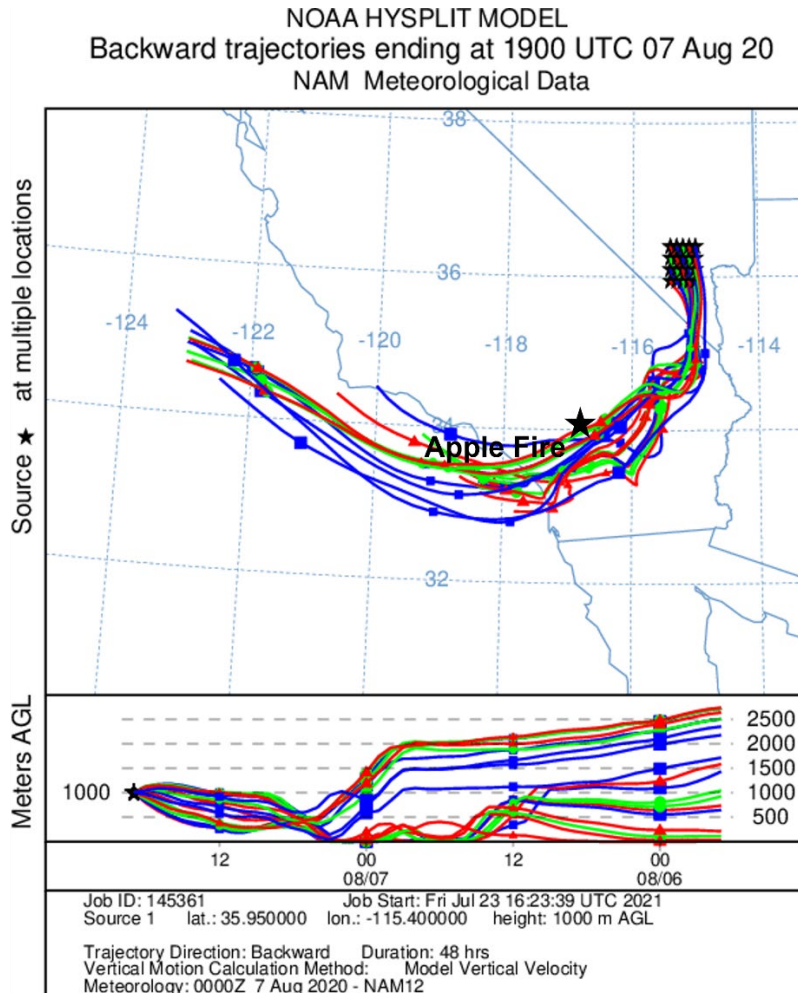 NOAA HYSPLIT MODEL
Backward trajectories ending at 1900 UTC 07 Aug 20
NAM Meteorological Data
Source ★ at multiple locations
38
36
-124
-122
-120
-118
-116
-114
34
Apple Fire
32
Meters AGL
2500
2000
1500
1000
1000
500
12
00
12
00
08/07
08/06
Job ID: 145361 Job Start: Fri Jul 23 16:23:39 UTC 2021
Source 1 lat.: 35.950000 lon.: -115.400000 height: 1000 m AGL
Trajectory Direction: Backward Duration: 48 hrs
Vertical Motion Calculation Method: Model Vertical Velocity
Meteorology: 0000Z 7 Aug 2020 - NAM12